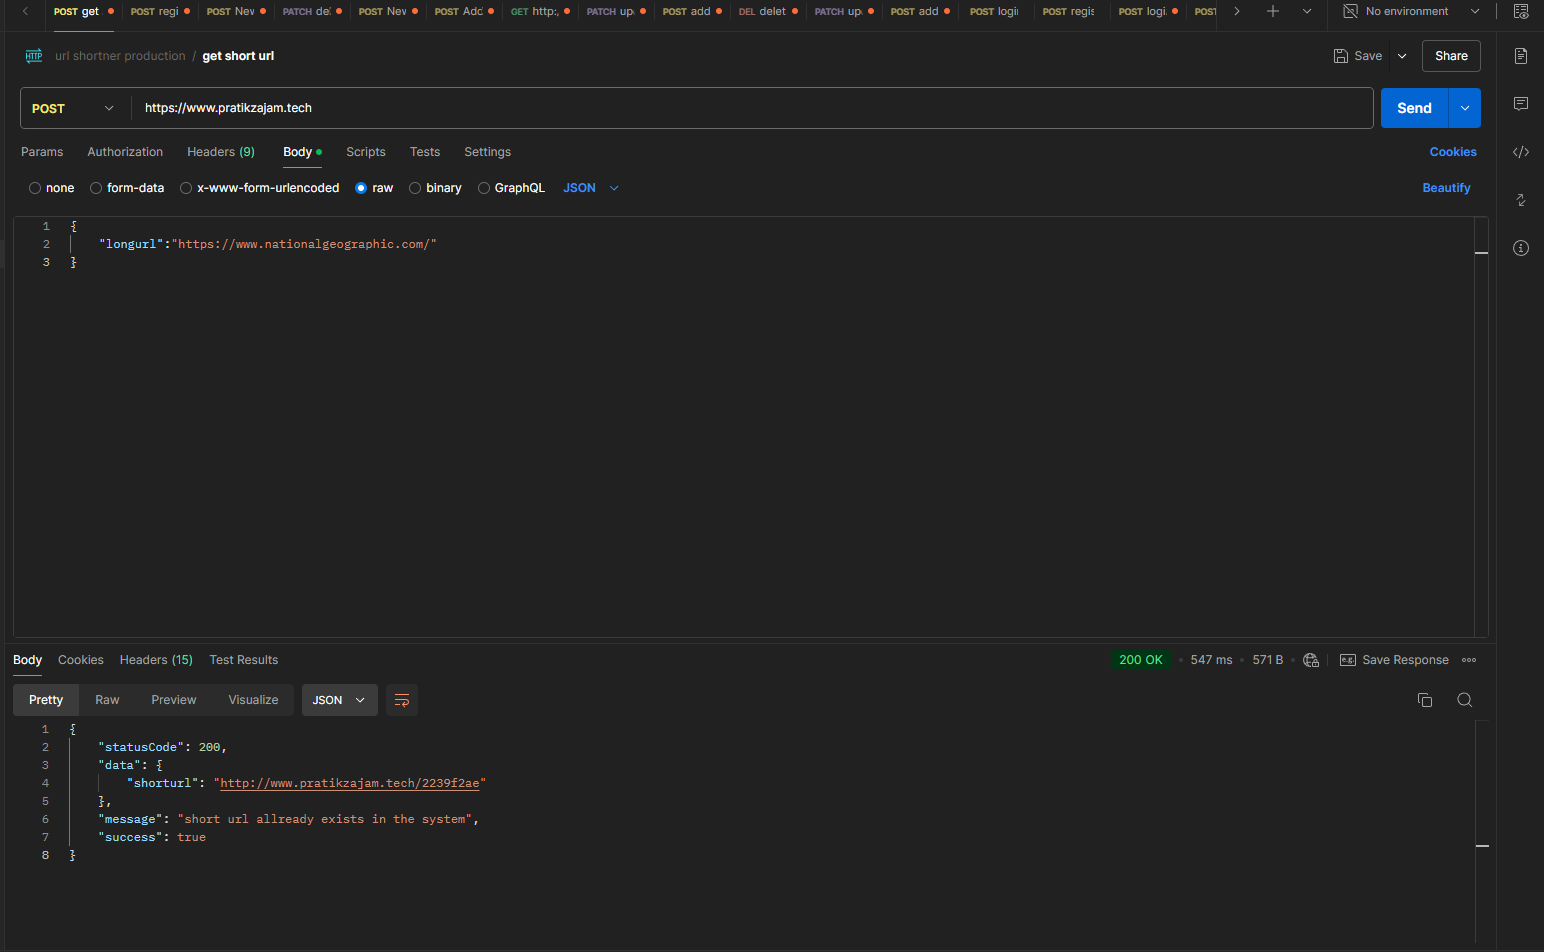 POST get POST regi POST New PATCH de POST New POST Add GET http:, PATCH up POST add DEL delet PATCH up POST add POST logi POST regis POST logi. POST No environment
HTTP url shortner production / get short url Save Share
POST https://www.pratikzajam.tech Send
Params Authorization Headers (9) Body Scripts Tests Settings Cookies
none form-data x-www-form-urlencoded raw binary GraphQL JSON Beautify
1 {
2 "longurl":"https://www.nationalgeographic.com/"
3 }
Body Cookies Headers (15) Test Results 200 OK 547 ms 571 B e.g. Save Response
Pretty Raw Preview Visualize JSON
1 {
2 "statusCode": 200,
3 "data": {
4 "shorturl": "http://www.pratikzajam.tech/2239f2ae"
5 },
6 "message": "short url allready exists in the system",
7 "success": true
8 }